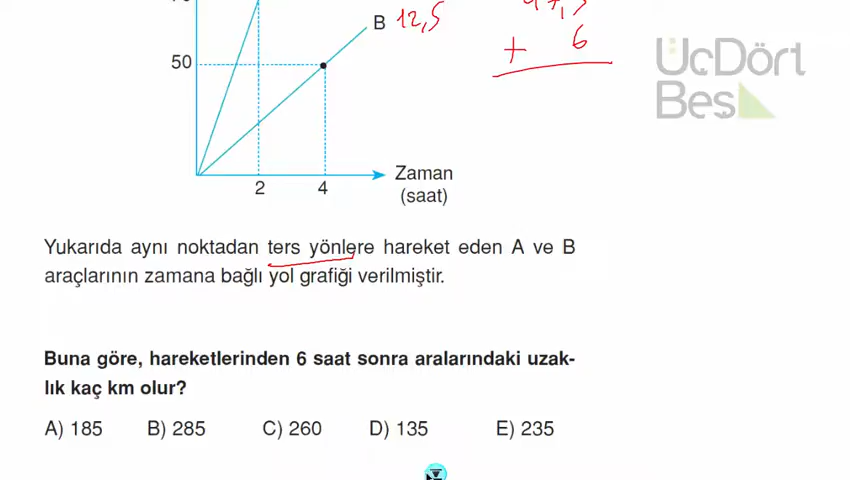 B 12,5
+ 6
50
ÜçDört
Beş
Zaman
(saat)
2 4
Yukarıda aynı noktadan ters yönlere hareket eden A ve B
araçlarının zamana bağlı yol grafiği verilmiştir.
Buna göre, hareketlerinden 6 saat sonra aralarındaki uzak-
lık kaç km olur?
A) 185 B) 285 C) 260 D) 135 E) 235